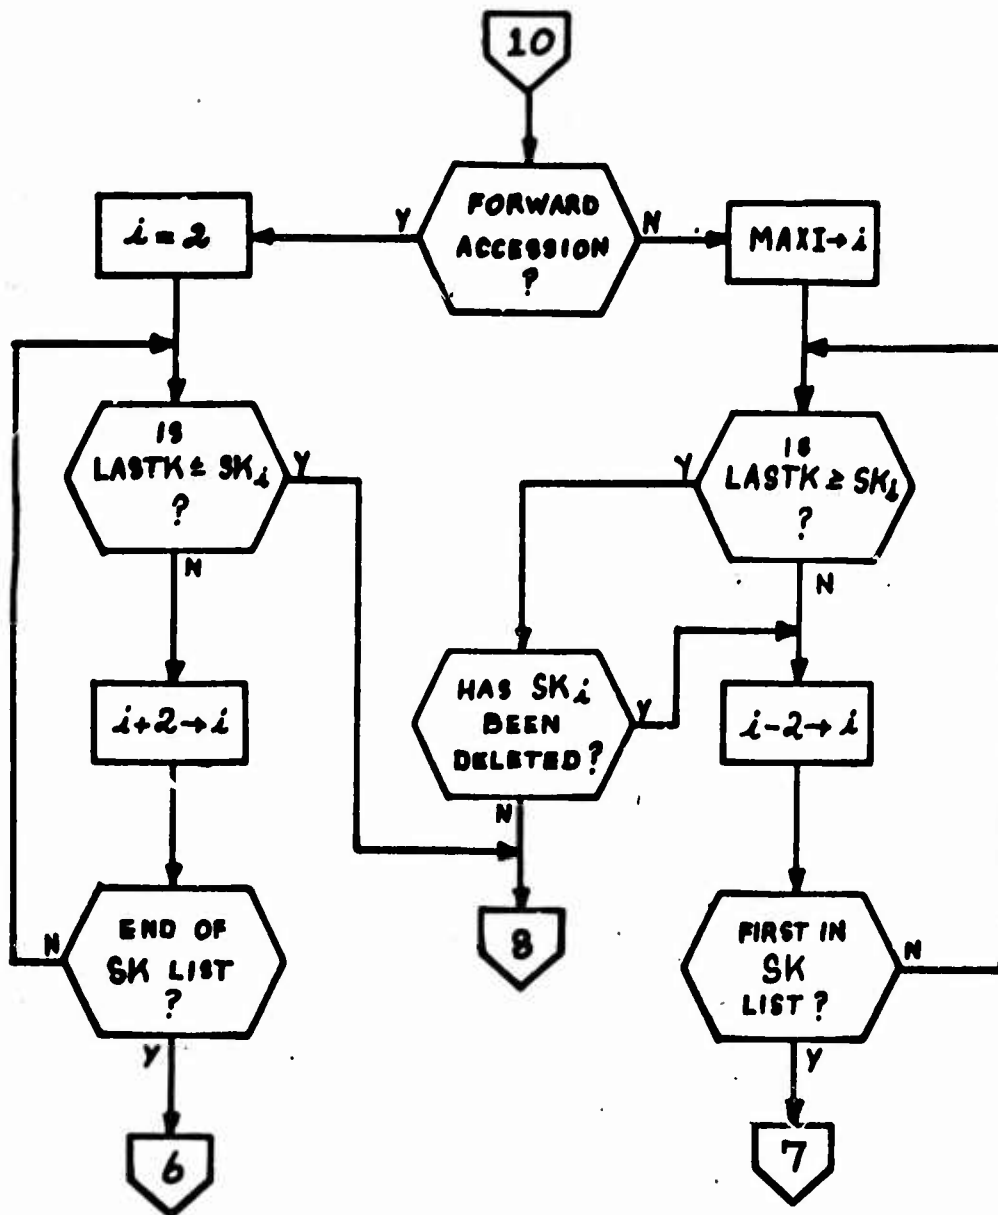 10
FORWARD
ACCESSION
?
Y
N
i = 2
MAXI→i
IS
LASTK ≤ SKi
?
Y
N
IS
LASTK ≥ SKi
?
Y
N
i+2→i
HAS SKi
BEEN
DELETED?
Y
N
i-2→i
END OF
SK LIST
?
N
Y
8
FIRST IN
SK
LIST?
N
Y
6
7